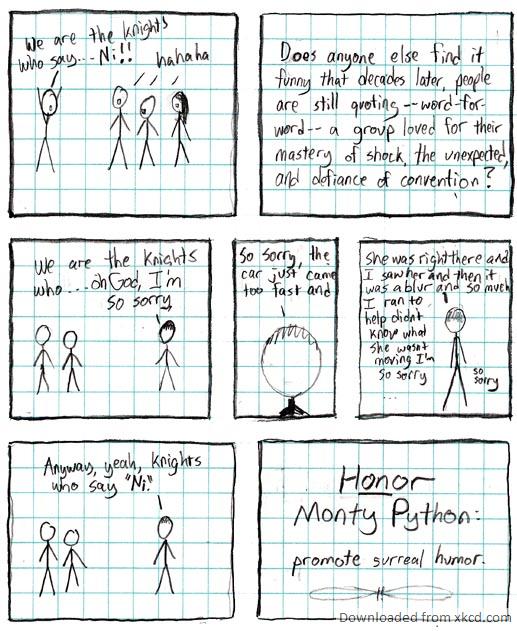 We are the knights
who say... Ni!!
hahaha
Does anyone else find it
funny that decades later, people
are still quoting--word-for-
word-- a group loved for their
mastery of shock, the unexpected,
and defiance of convention?
We are the Knights
who ... oh God, I'm
so sorry
So sorry, the
car just came
too fast and
She was right there and
I saw her and then it
was a blur and so much
I ran to
help didn't
know what
she wasn't
moving I'm
so sorry
...
so
sorry
Anyway, yeah, knights
who say "Ni."
Honor
Monty Python:
promote surreal humor.
Downloaded from xkcd.com